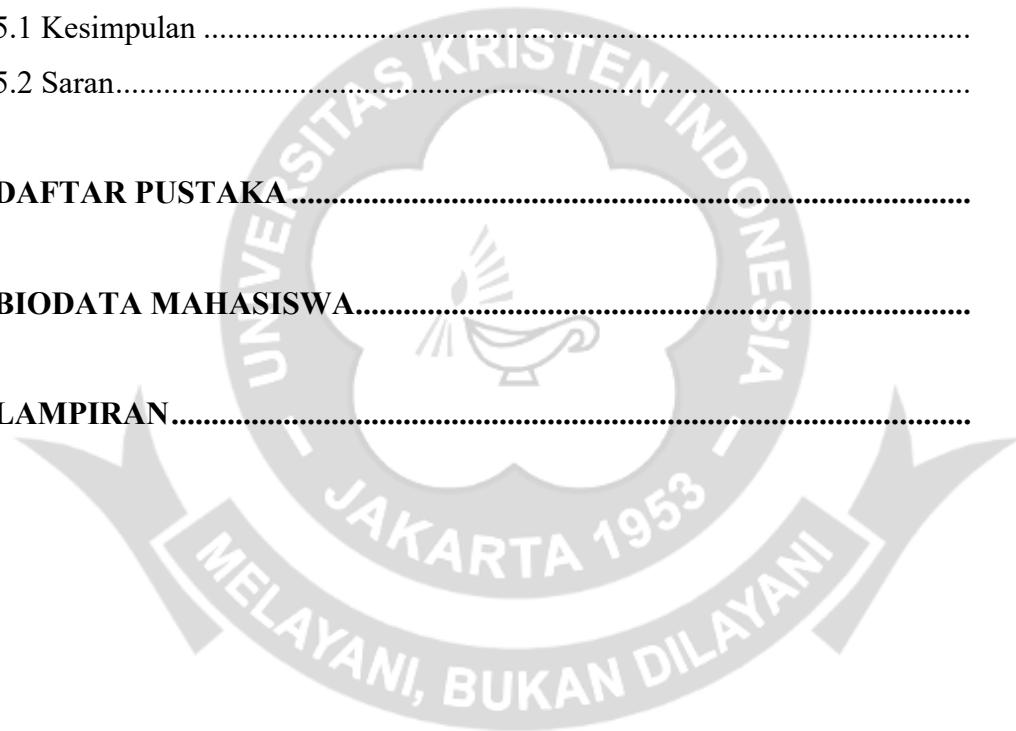 5.1 Kesimpulan ................................................................................................
5.2 Saran...........................................................................................................
DAFTAR PUSTAKA.....................................................................................
BIODATA MAHASISWA.............................................................................
LAMPIRAN....................................................................................................
UNIVERSITAS KRISTEN INDONESIA
JAKARTA 1953
MELAYANI, BUKAN DILAYANI